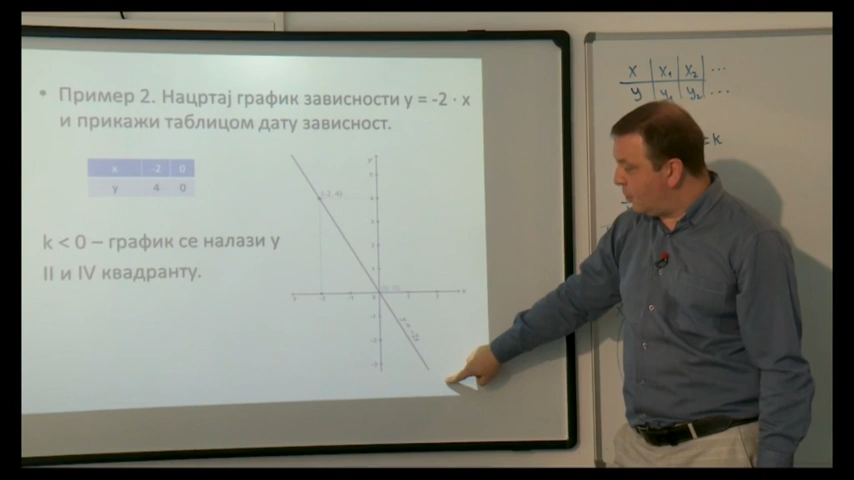 • Пример 2. Нацртај график зависности y = -2 · x
и прикажи таблицом дату зависност.
x -2 0
y 4 0
k < 0 – график се налази у
II и IV квадранту.
(-2, 4)
y = -2x
x x₁ x₂ ...
y y₁ y₂ ...
= k